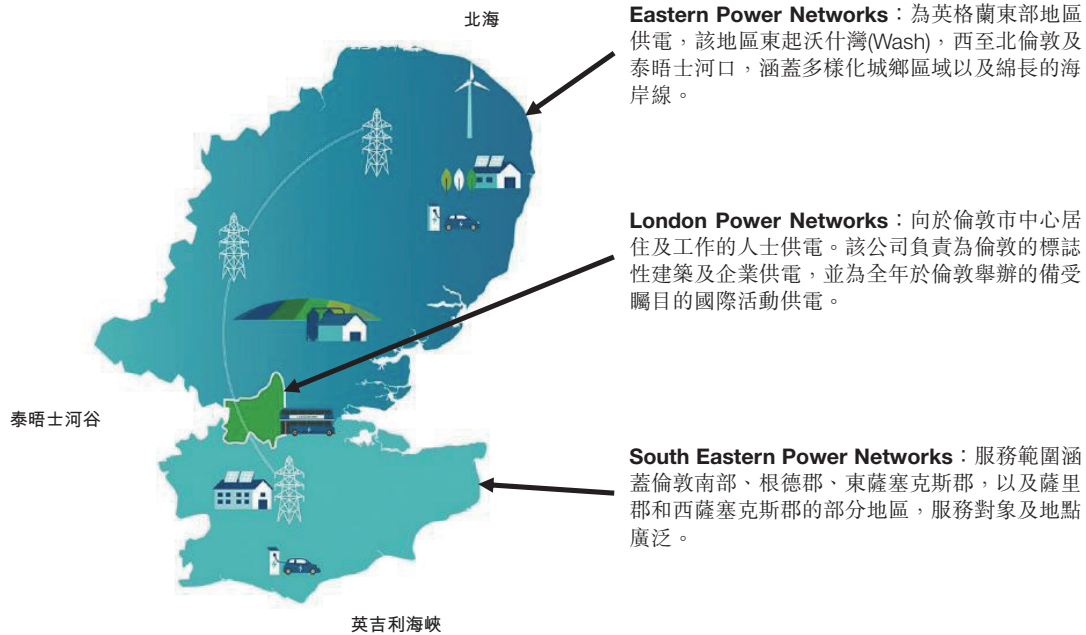 北海
Eastern Power Networks：為英格蘭東部地區
供電，該地區東起沃什灣(Wash)，西至北倫敦及
泰晤士河口，涵蓋多樣化城鄉區域以及綿長的海
岸線。
London Power Networks：向於倫敦市中心居
住及工作的人士供電。該公司負責為倫敦的標誌
性建築及企業供電，並為全年於倫敦舉辦的備受
矚目的國際活動供電。
泰晤士河谷
South Eastern Power Networks：服務範圍涵
蓋倫敦南部、根德郡、東薩塞克斯郡，以及薩里
郡和西薩塞克斯郡的部分地區，服務對象及地點
廣泛。
英吉利海峽